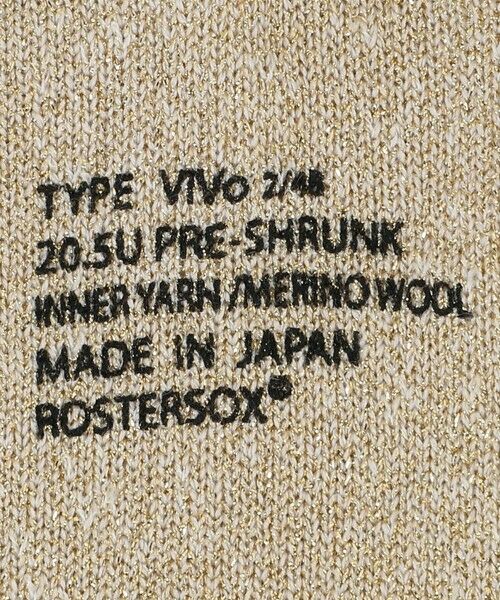 TYPE VIVo 2/48
20.5U PRE-SHRUNK
INNER YARN /MERINO WOOL
MADE IN JAPAN
ROSTERSOX®